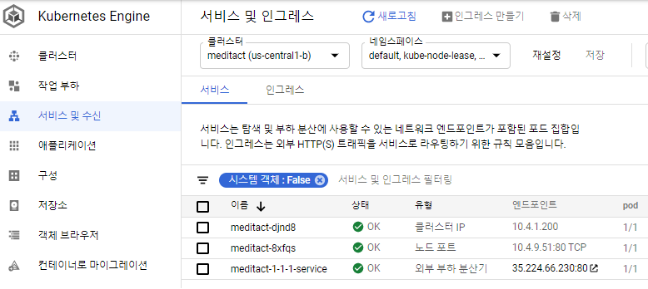 Kubernetes Engine
서비스 및 인그레스
새로고침
인그레스 만들기
삭제
클러스터
meditact (us-central1-b)
네임스페이스
default, kube-node-lease, ...
재설정
저장
클러스터
작업 부하
서비스 및 수신
애플리케이션
구성
저장소
객체 브라우저
컨테이너로 마이그레이션
서비스
인그레스
서비스는 탐색 및 부하 분산에 사용할 수 있는 네트워크 엔드포인트가 포함된 포드 집합입
니다. 인그레스는 외부 HTTP(S) 트래픽을 서비스로 라우팅하기 위한 규칙 모음입니다.
시스템 객체 : False
서비스 및 인그레스 필터링
이름 상태 유형 엔드포인트 pod
meditact-djnd8 OK 클러스터 IP 10.4.1.200 1/1
meditact-8xfqs OK 노드 포트 10.4.9.51:80 TCP 1/1
meditact-1-1-1-service OK 외부 부하 분산기 35.224.66.230:80 1/1